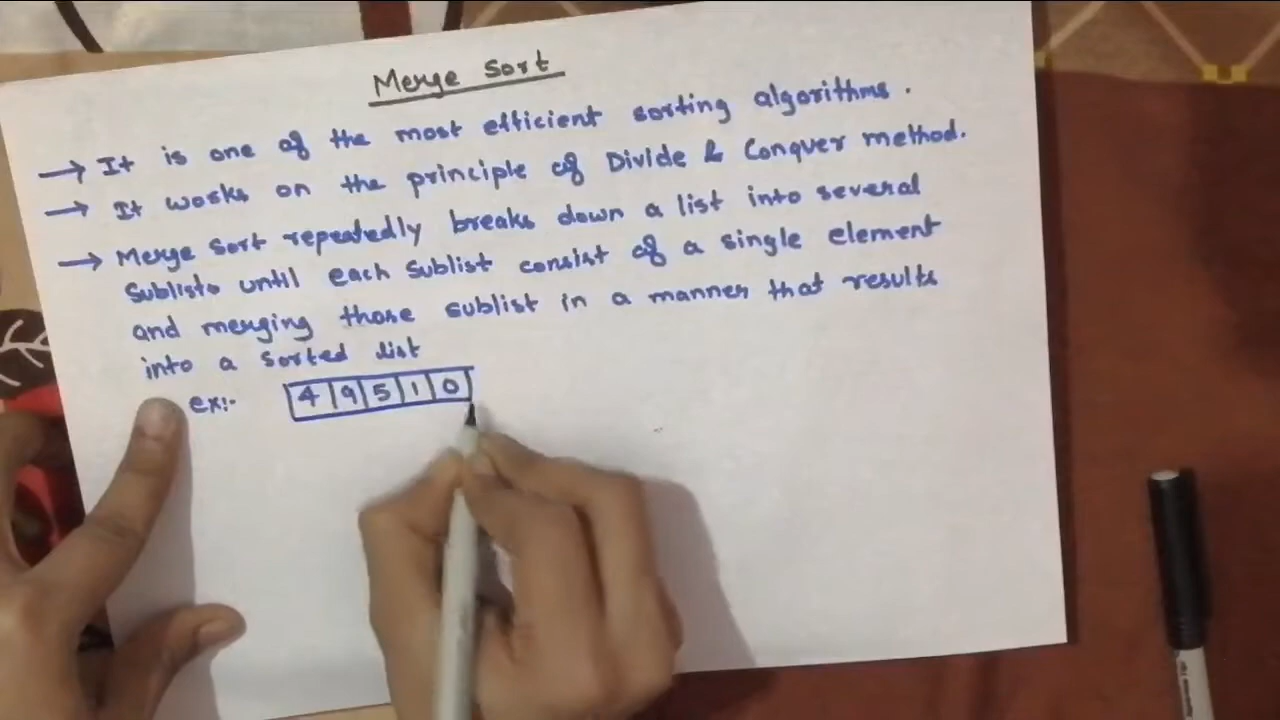 Merge Sort
→ It is one of the most efficient sorting algorithms.
→ It works on the principle of Divide & Conquer method.
→ Merge Sort repeatedly breaks down a list into several
Sublists until each Sublist consist of a single element
and merging those sublist in a manner that results
into a sorted list
ex:- 4 9 5 1 0